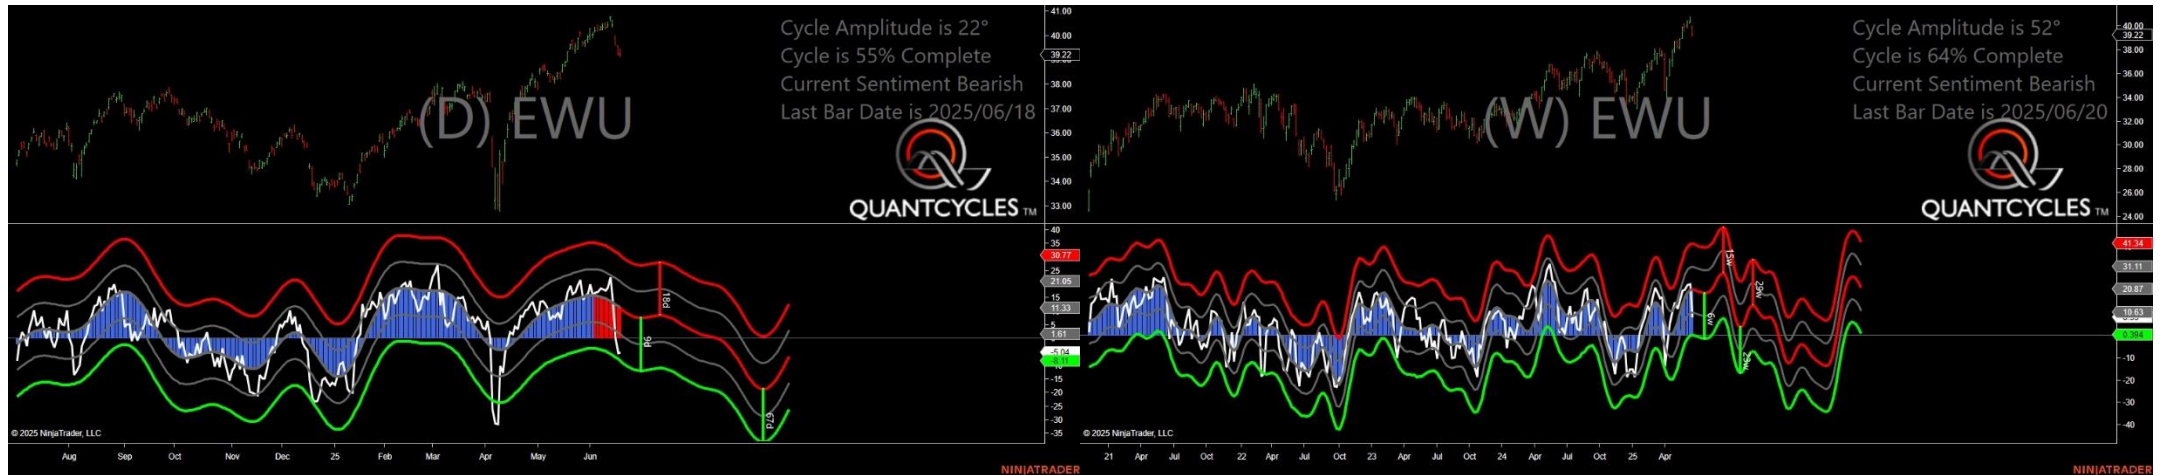 Cycle Amplitude is 22°
Cycle is 55% Complete
Current Sentiment Bearish
Last Bar Date is 2025/06/18
(D) EWU
QUANTCYCLES TM
41.00
40.00
39.22
38.00
37.00
36.00
35.00
34.00
33.00
40
35
30.77
25
21.05
15
11.33
5
1.61
-5.04
-8.11
-15
-20
-25
-30
-35
18d
9d
67d
© 2025 NinjaTrader, LLC
Aug Sep Oct Nov Dec 25 Feb Mar Apr May Jun
NINJATRADER
Cycle Amplitude is 52°
Cycle is 64% Complete
Current Sentiment Bearish
Last Bar Date is 2025/06/20
(W) EWU
QUANTCYCLES TM
40.00
39.22
38.00
36.00
34.00
32.00
30.00
28.00
26.00
24.00
41.34
31.11
20.87
10.63
0.394
-10
-20
-30
-40
15w
29w
6w
© 2025 NinjaTrader, LLC
21 Apr Jul Oct 22 Apr Jul Oct 23 Apr Jul Oct 24 Apr Jul Oct 25 Apr
NINJATRADER